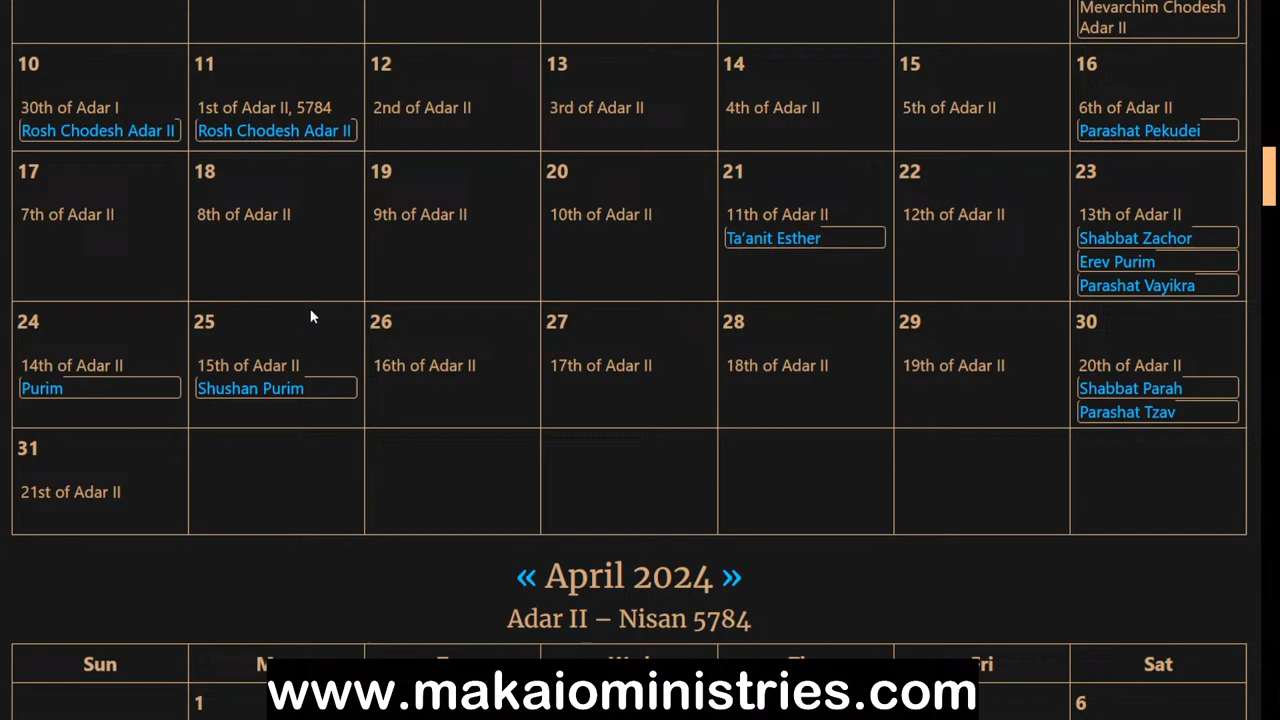 Mevarchim Chodesh
Adar II
10 11 12 13 14 15 16
30th of Adar I 1st of Adar II, 5784 2nd of Adar II 3rd of Adar II 4th of Adar II 5th of Adar II 6th of Adar II
Rosh Chodesh Adar II Rosh Chodesh Adar II Parashat Pekudei
17 18 19 20 21 22 23
7th of Adar II 8th of Adar II 9th of Adar II 10th of Adar II 11th of Adar II 12th of Adar II 13th of Adar II
Ta'anit Esther Shabbat Zachor
Erev Purim
Parashat Vayikra
24 25 26 27 28 29 30
14th of Adar II 15th of Adar II 16th of Adar II 17th of Adar II 18th of Adar II 19th of Adar II 20th of Adar II
Purim Shushan Purim Shabbat Parah
Parashat Tzav
31
21st of Adar II
« April 2024 »
Adar II – Nisan 5784
Sun Sat
1 6
www.makaioministries.com